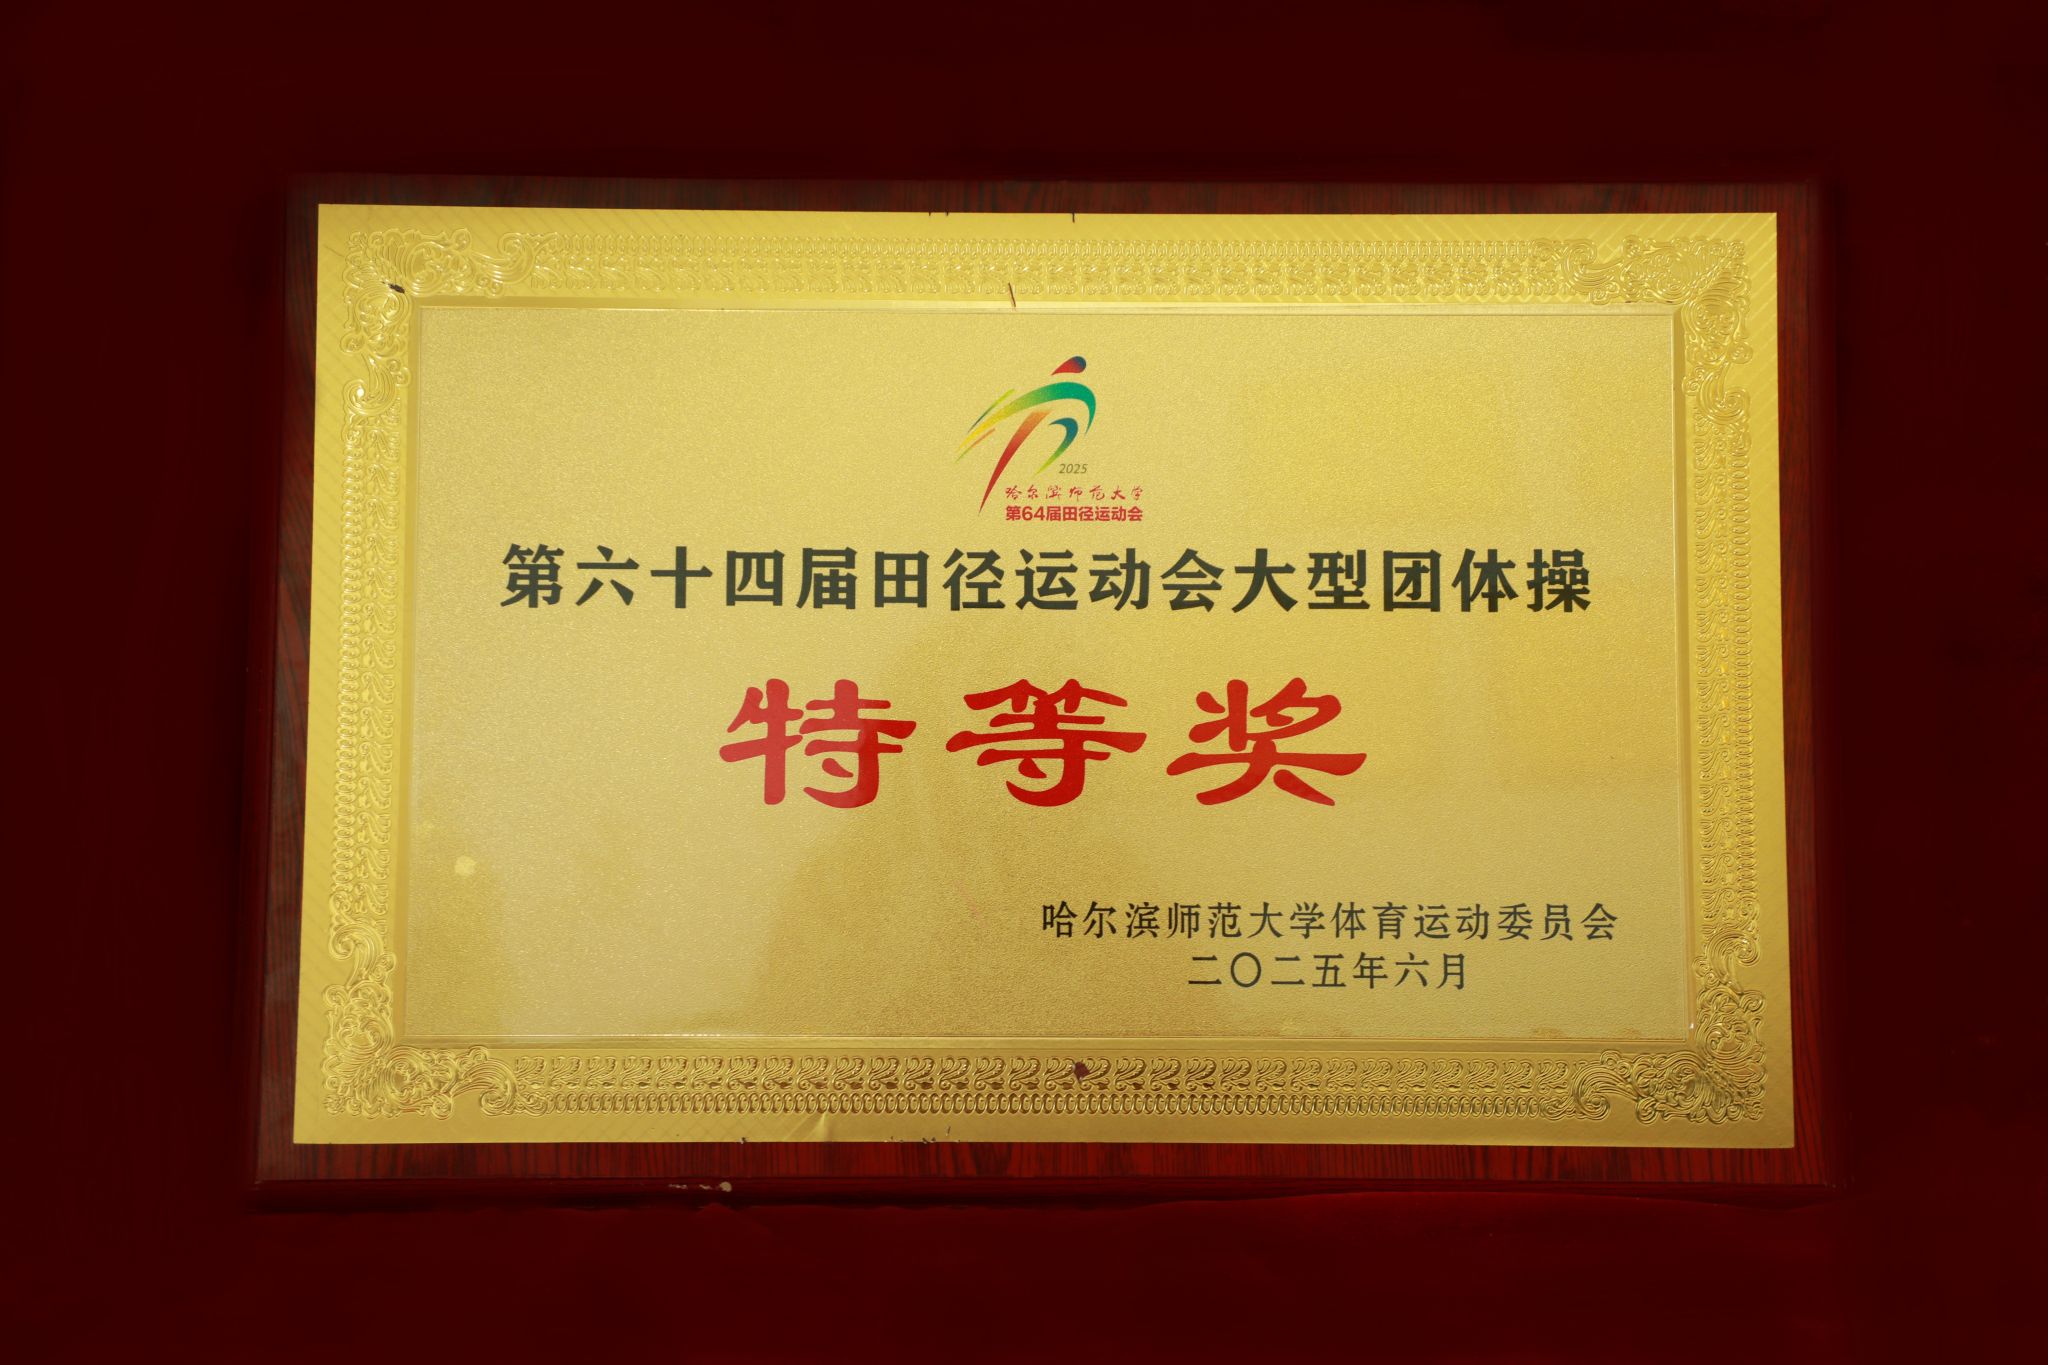 2025
哈尔滨师范大学
第64届田径运动会
第六十四届田径运动会大型团体操
特等奖
哈尔滨师范大学体育运动委员会
二〇二五年六月